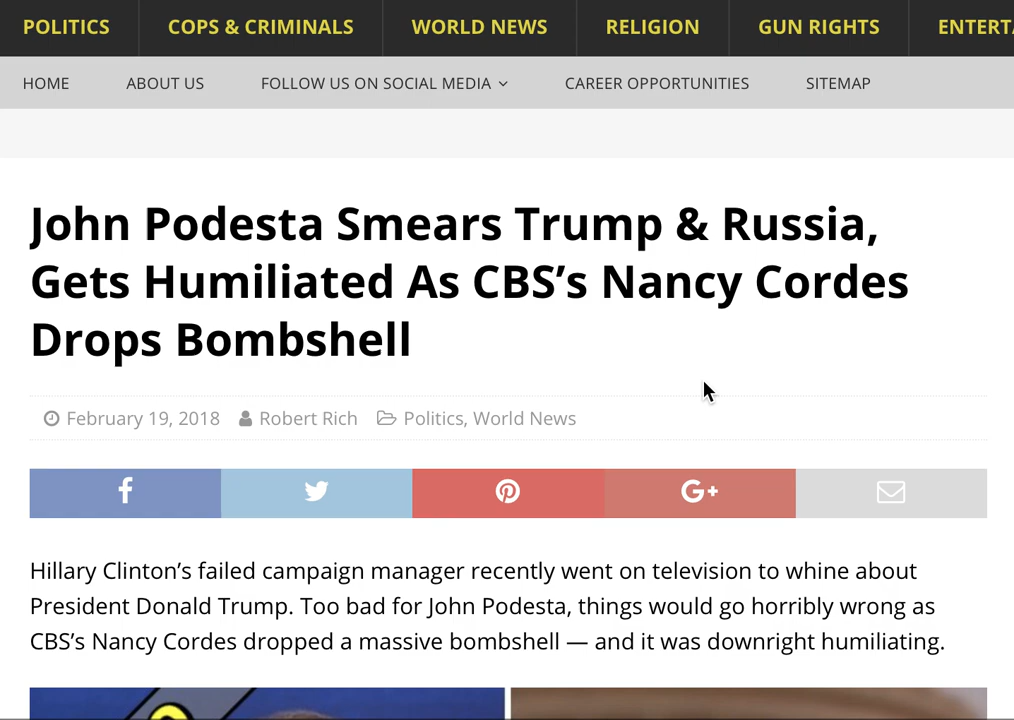 POLITICS COPS & CRIMINALS WORLD NEWS RELIGION GUN RIGHTS
HOME ABOUT US FOLLOW US ON SOCIAL MEDIA CAREER OPPORTUNITIES SITEMAP
John Podesta Smears Trump & Russia,
Gets Humiliated As CBS’s Nancy Cordes
Drops Bombshell
February 19, 2018 Robert Rich Politics, World News
f G+
Hillary Clinton’s failed campaign manager recently went on television to whine about
President Donald Trump. Too bad for John Podesta, things would go horribly wrong as
CBS’s Nancy Cordes dropped a massive bombshell — and it was downright humiliating.